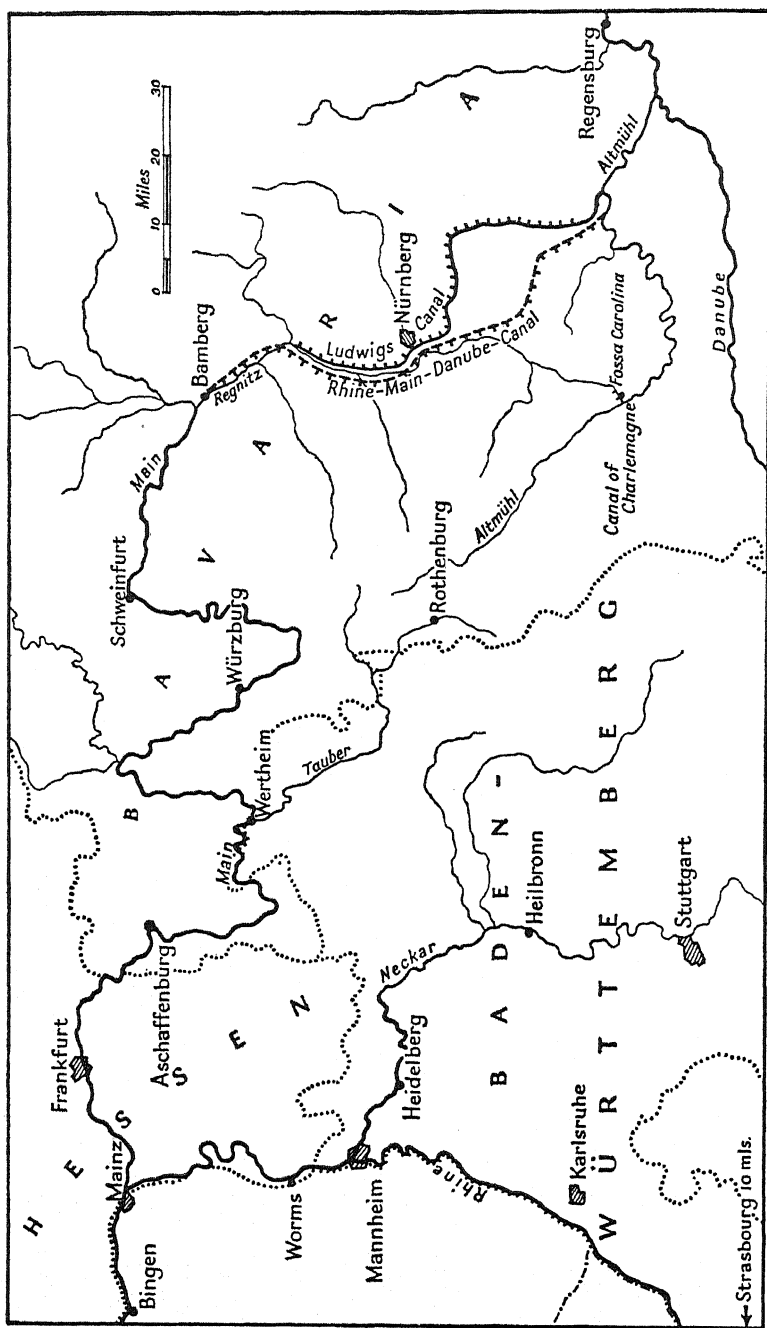 HESSEN
BAVARIA
BADEN-
WÜRTTEMBERG
Miles
0 10 20 30
Bingen
Mainz
Frankfurt
Aschaffenburg
Worms
Mannheim
Heidelberg
Karlsruhe
Rhine
Neckar
Heilbronn
Stuttgart
Main
Wertheim
Tauber
Würzburg
Schweinfurt
Main
Bamberg
Regnitz
Rothenburg
Altmühl
Ludwigs
Canal
Nürnberg
Rhine-Main-Danube-Canal
Canal of
Charlemagne
Fossa Carolina
Altmühl
Regensburg
Danube
← Strasbourg 10 mls.